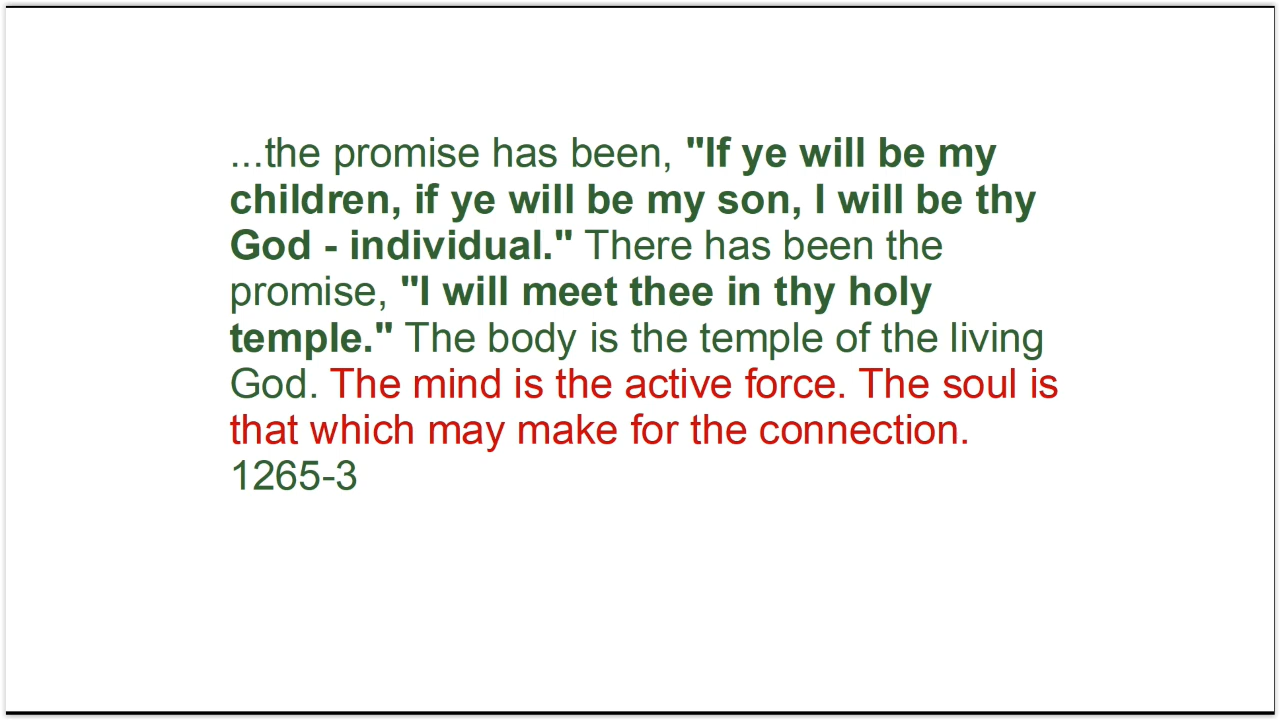 ...the promise has been, "If ye will be my
children, if ye will be my son, I will be thy
God - individual." There has been the
promise, "I will meet thee in thy holy
temple." The body is the temple of the living
God. The mind is the active force. The soul is
that which may make for the connection.
1265-3